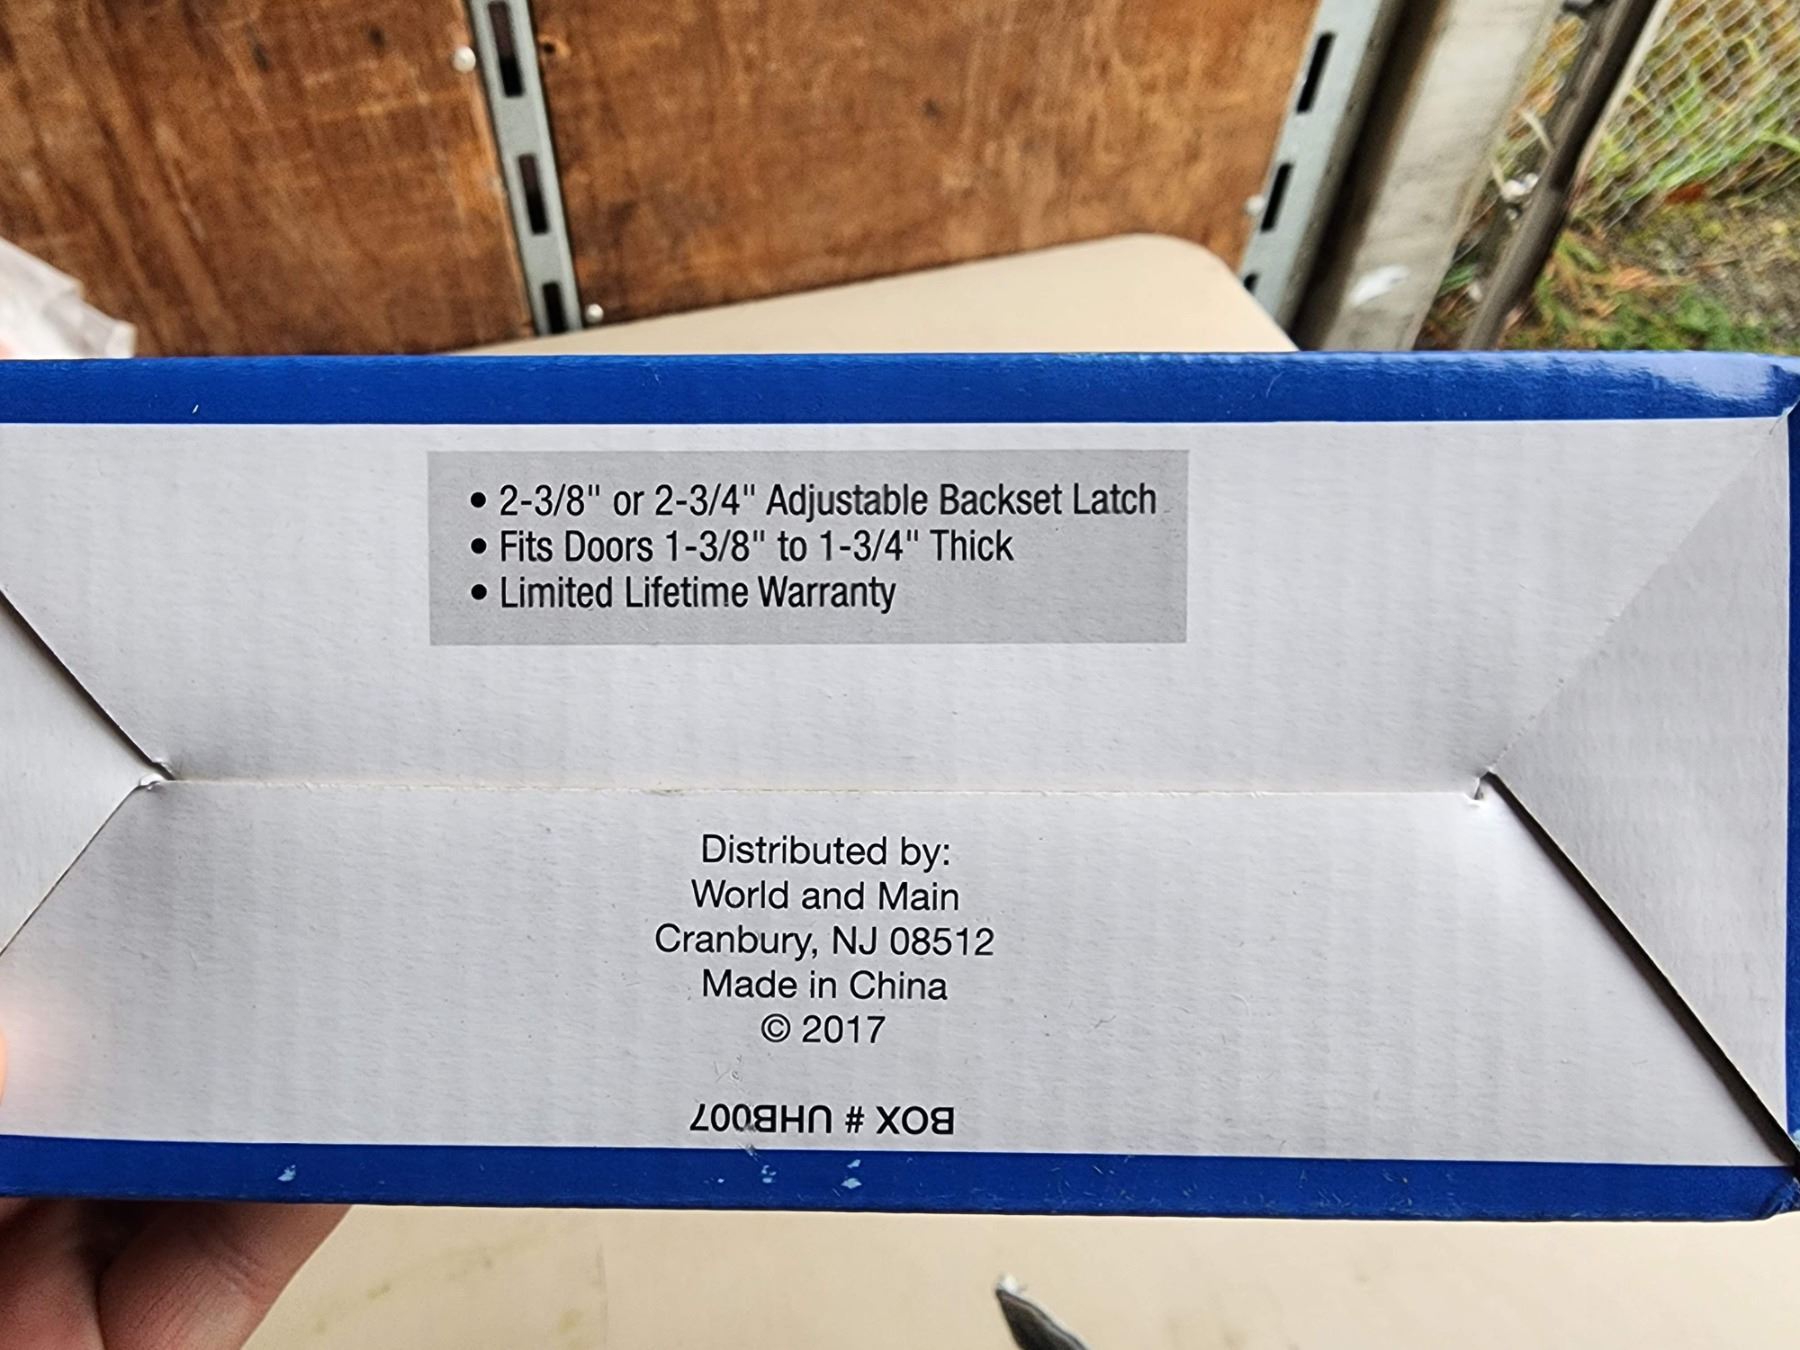 • 2-3/8" or 2-3/4" Adjustable Backset Latch
• Fits Doors 1-3/8" to 1-3/4" Thick
• Limited Lifetime Warranty
Distributed by:
World and Main
Cranbury, NJ 08512
Made in China
© 2017
BOX # UHB007